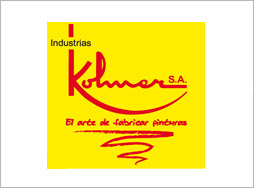 Industrias
Kolmer S.A.
El arte de fabricar pinturas